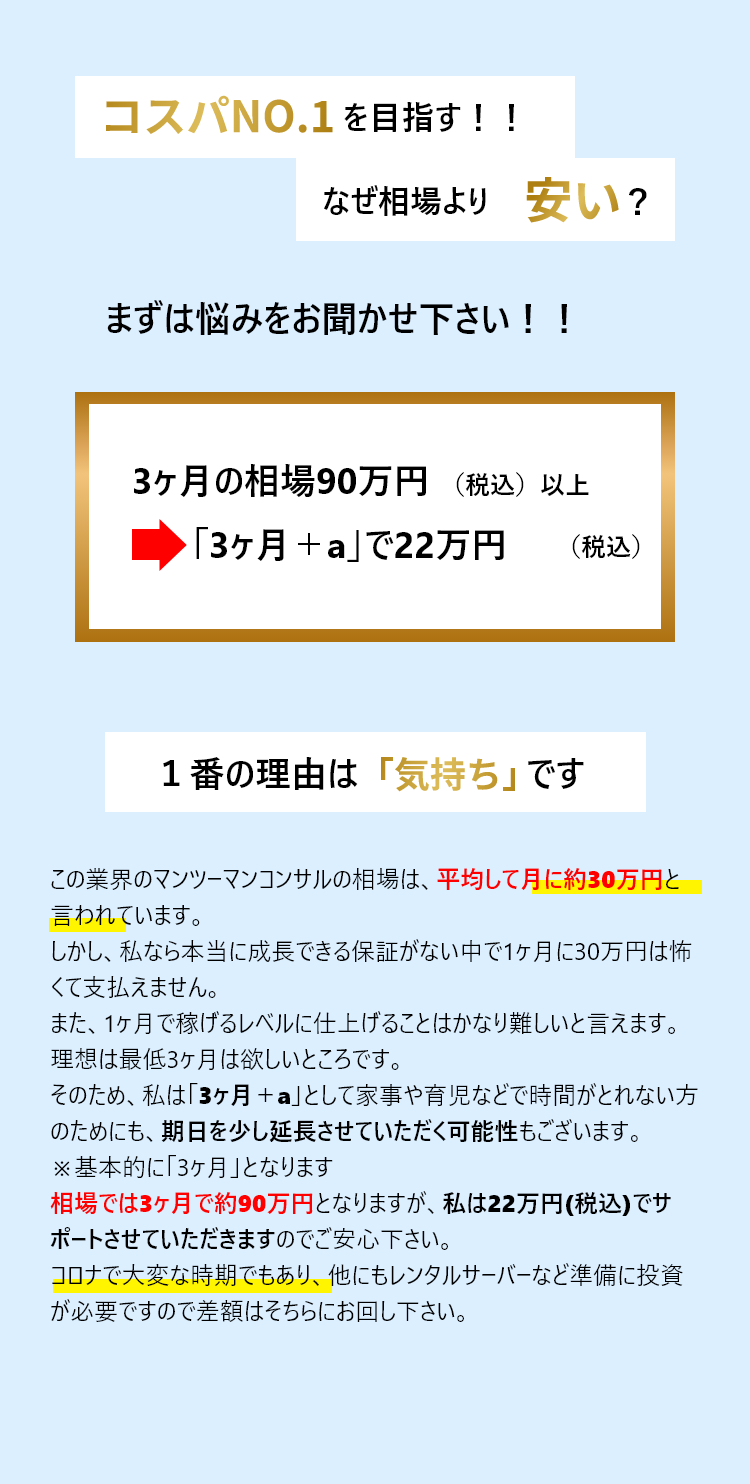 コスパNO.1を目指す！！
なぜ相場より　安い？
まずは悩みをお聞かせ下さい！！
3ヶ月の相場90万円（税込）以上
「3ヶ月＋a」で22万円　（税込）
１番の理由は「気持ち」です
この業界のマンツーマンコンサルの相場は、平均して月に約30万円と
言われています。
しかし、私なら本当に成長できる保証がない中で1ヶ月に30万円は怖
くて支払えません。
また、1ヶ月で稼げるレベルに仕上げることはかなり難しいと言えます。
理想は最低3ヶ月は欲しいところです。
そのため、私は「3ヶ月＋a」として家事や育児などで時間がとれない方
のためにも、期日を少し延長させていただく可能性もございます。
※基本的に「3ヶ月」となります
相場では3ヶ月で約90万円となりますが、私は22万円(税込)でサ
ポートさせていただきますのでご安心下さい。
コロナで大変な時期でもあり、他にもレンタルサーバーなど準備に投資
が必要ですので差額はそちらにお回し下さい。